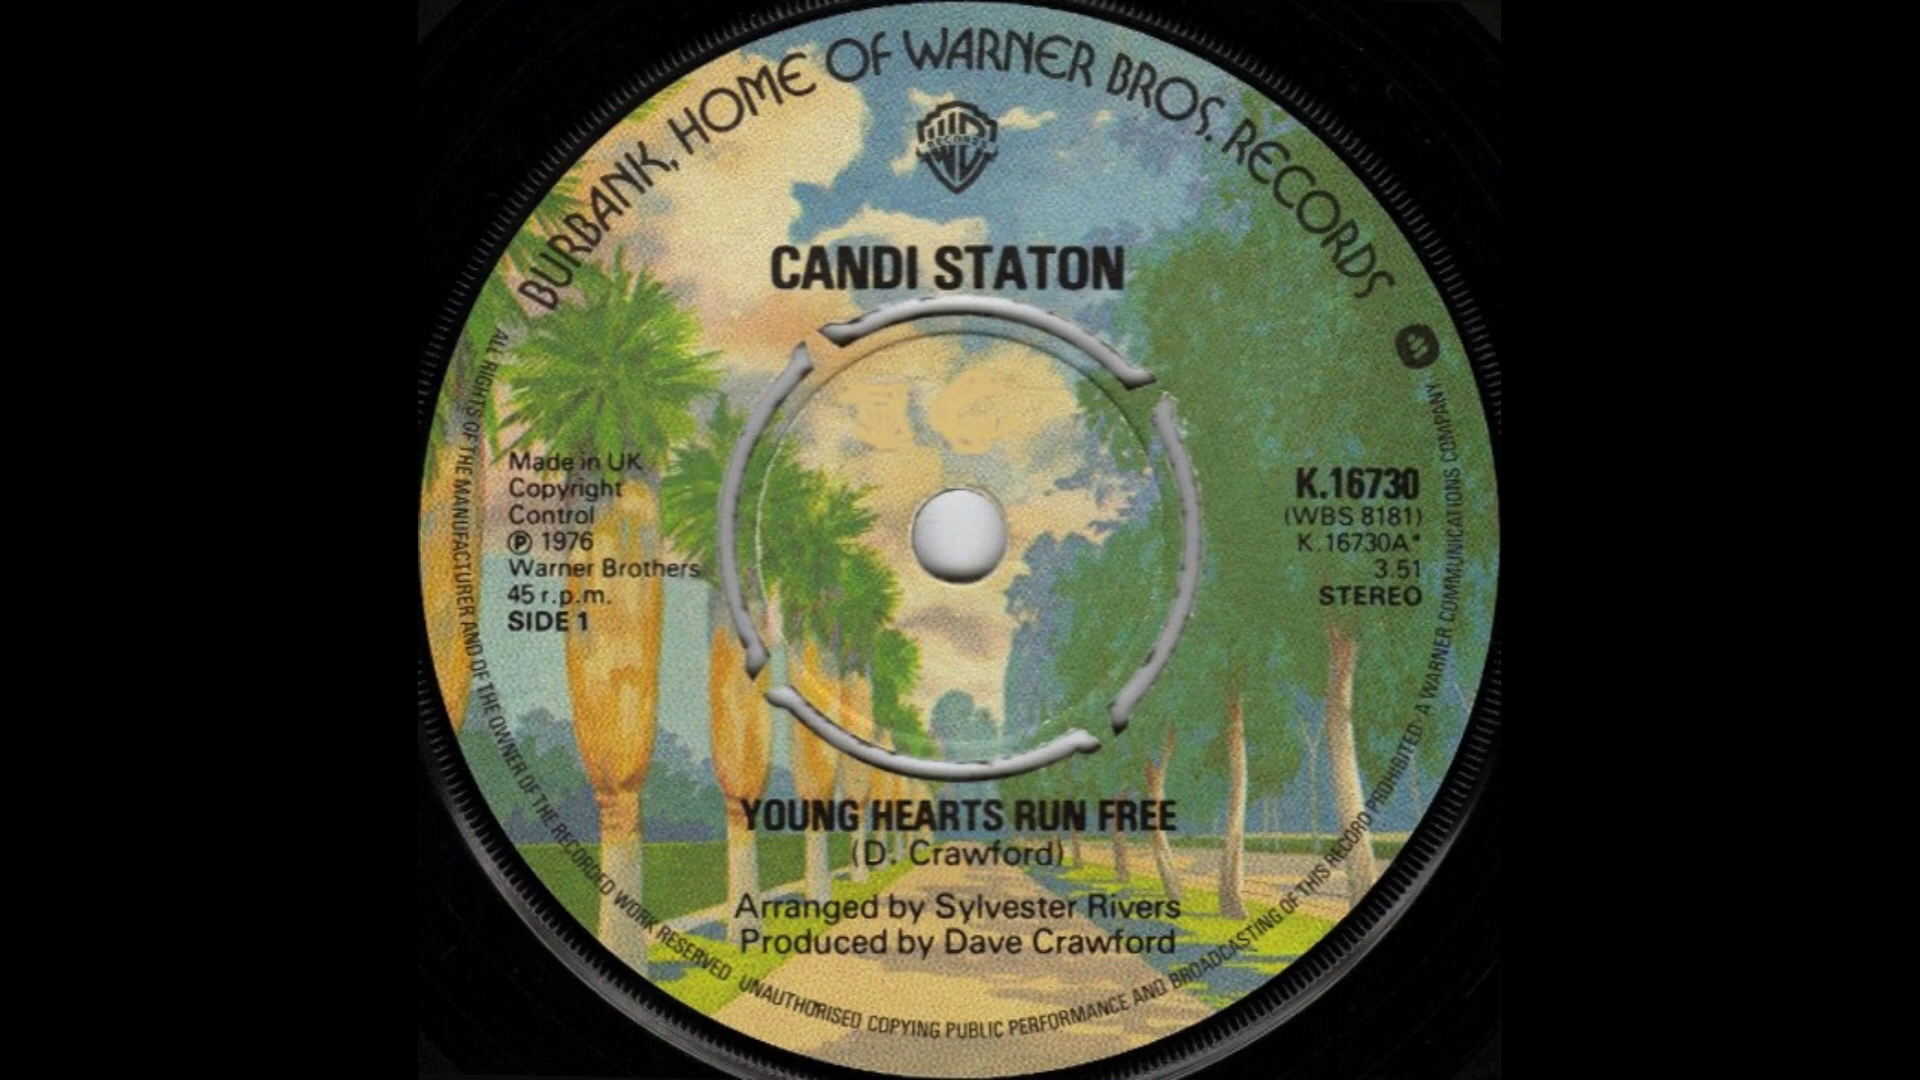 BURBANK, HOME OF WARNER BROS. RECORDS
RECORDS
CANDI STATON
Made in UK
Copyright
Control
℗ 1976
Warner Brothers
45 r.p.m.
SIDE 1
K.16730
(WBS 8181)
K.16730A*
3.51
STEREO
YOUNG HEARTS RUN FREE
(D. Crawford)
Arranged by Sylvester Rivers
Produced by Dave Crawford
ALL RIGHTS OF THE MANUFACTURER AND OF THE OWNER OF THE RECORDED WORK RESERVED · UNAUTHORISED COPYING PUBLIC PERFORMANCE AND BROADCASTING OF THIS RECORD PROHIBITED · A WARNER COMMUNICATIONS COMPANY